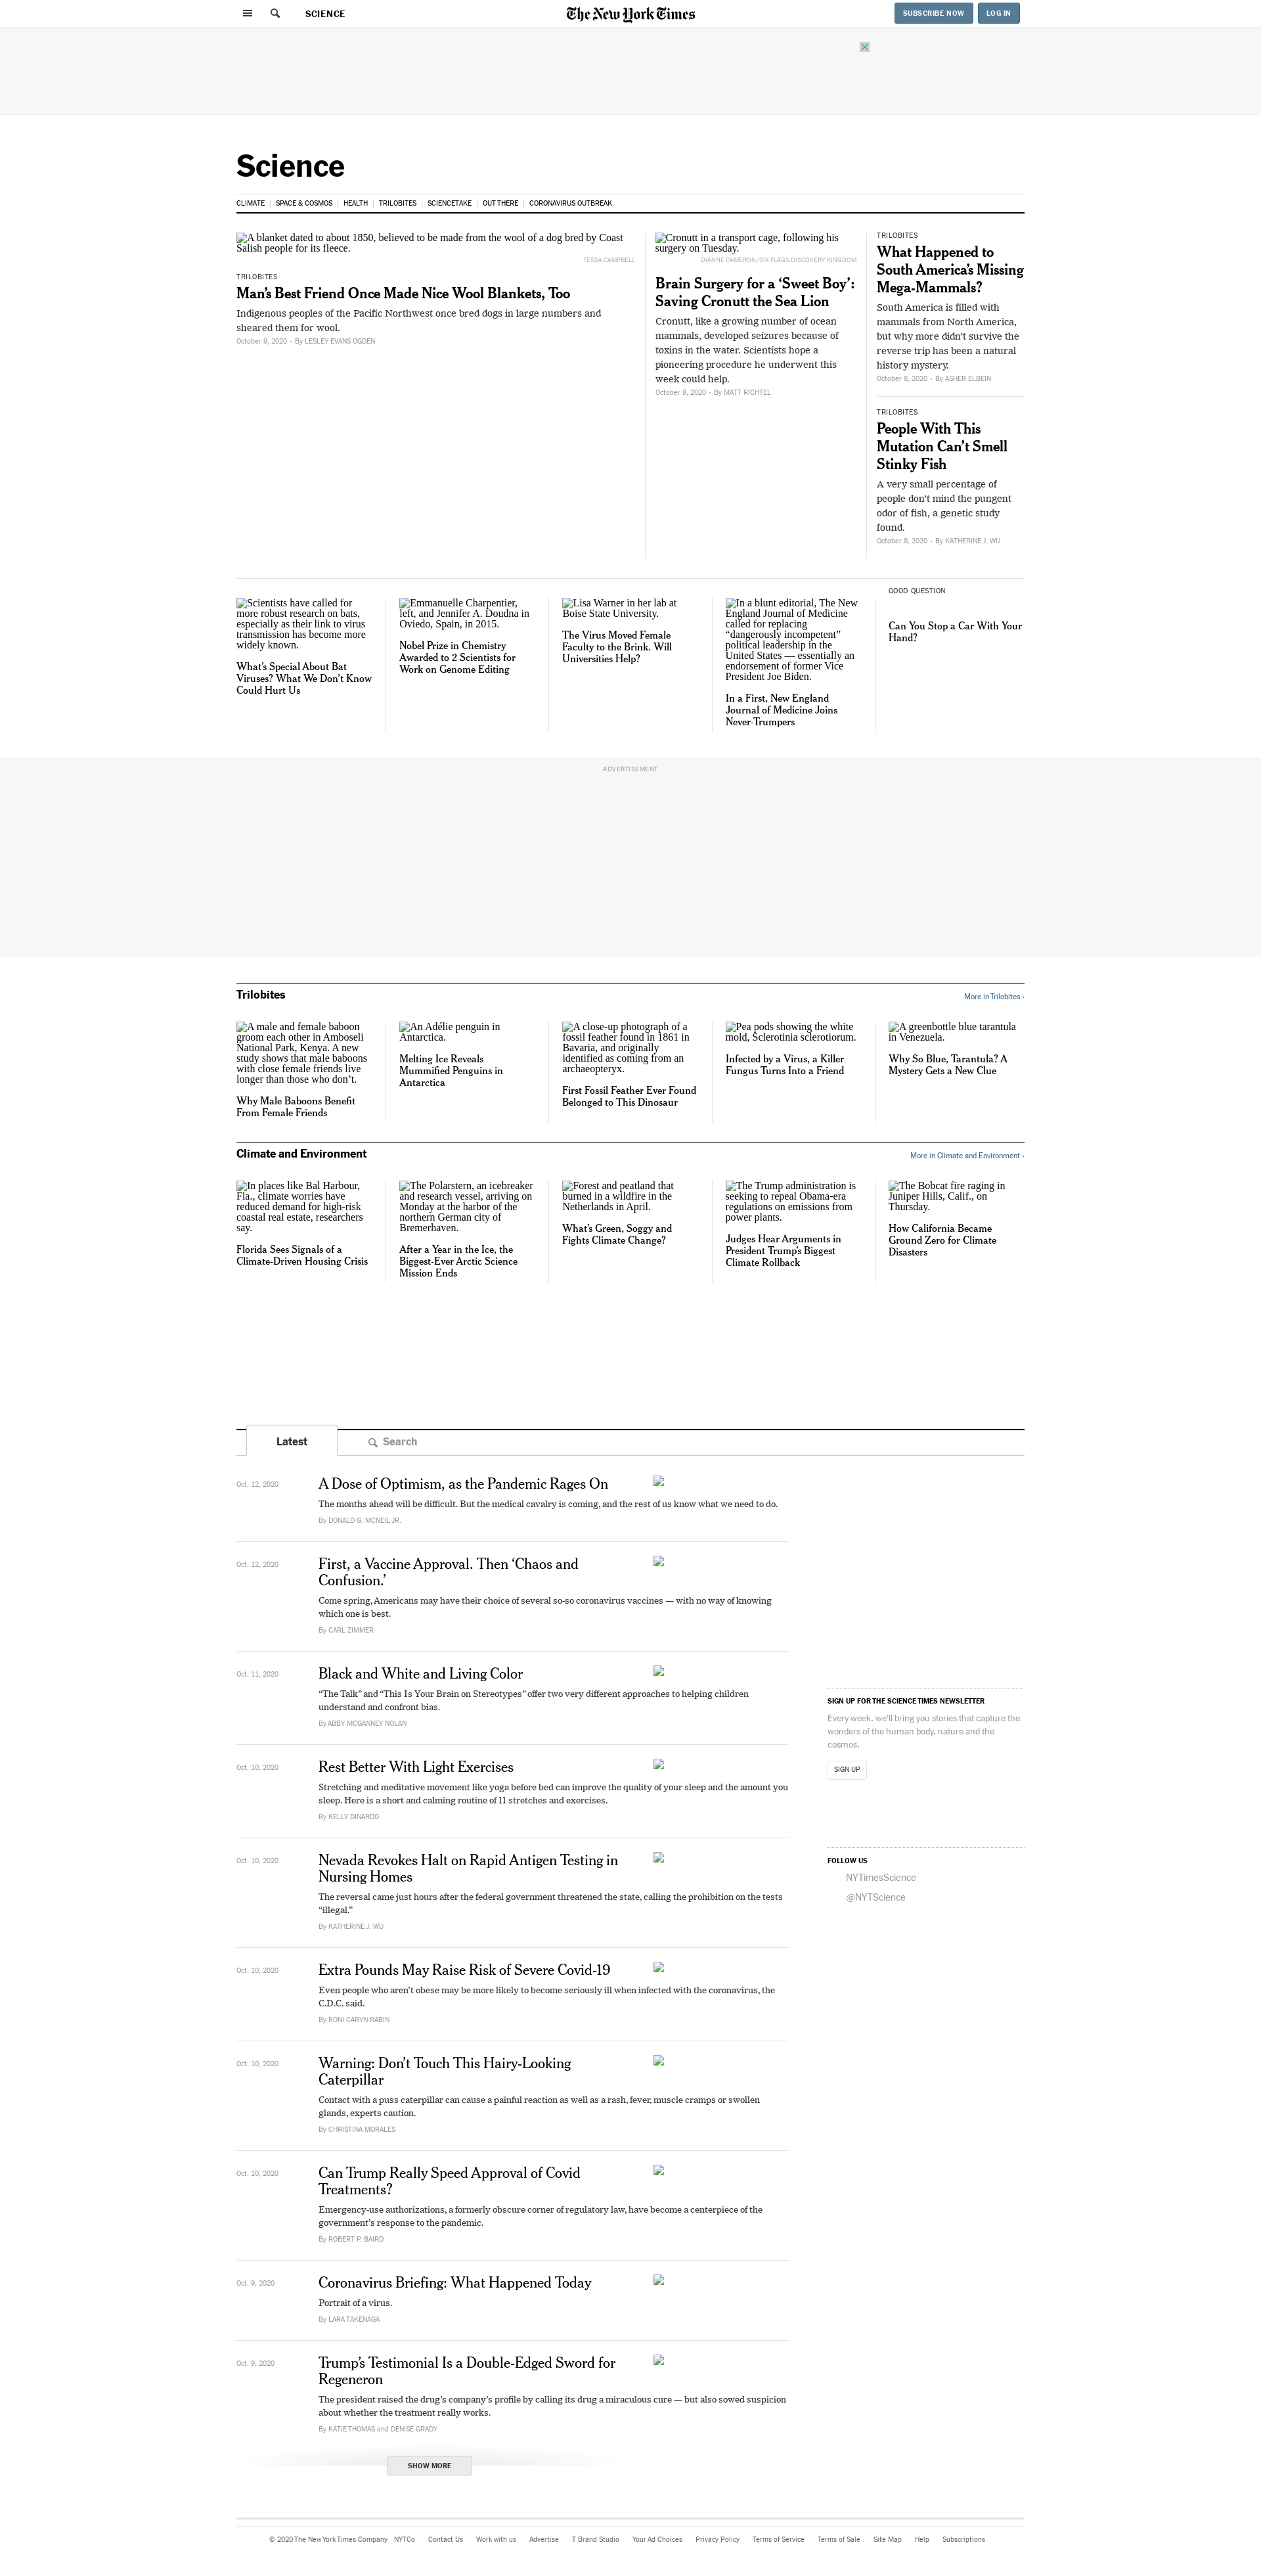 SCIENCE
The New York Times
SUBSCRIBE NOW
LOG IN
Science
CLIMATE
SPACE & COSMOS
HEALTH
TRILOBITES
SCIENCETAKE
OUT THERE
CORONAVIRUS OUTBREAK
A blanket dated to about 1850, believed to be made from the wool of a dog bred by Coast
Salish people for its fleece.
TESSA CAMPBELL
TRILOBITES
Man’s Best Friend Once Made Nice Wool Blankets, Too
Indigenous peoples of the Pacific Northwest once bred dogs in large numbers and
sheared them for wool.
October 9, 2020 • By LESLEY EVANS OGDEN
Cronutt in a transport cage, following his
surgery on Tuesday.
DIANNE CAMERON/SIX FLAGS DISCOVERY KINGDOM
Brain Surgery for a ‘Sweet Boy’:
Saving Cronutt the Sea Lion
Cronutt, like a growing number of ocean
mammals, developed seizures because of
toxins in the water. Scientists hope a
pioneering procedure he underwent this
week could help.
October 8, 2020 • By MATT RICHTEL
TRILOBITES
What Happened to
South America’s Missing
Mega-Mammals?
South America is filled with
mammals from North America,
but why more didn’t survive the
reverse trip has been a natural
history mystery.
October 8, 2020 • By ASHER ELBEIN
TRILOBITES
People With This
Mutation Can’t Smell
Stinky Fish
A very small percentage of
people don’t mind the pungent
odor of fish, a genetic study
found.
October 8, 2020 • By KATHERINE J. WU
Scientists have called for
more robust research on bats,
especially as their link to virus
transmission has become more
widely known.
What’s Special About Bat
Viruses? What We Don’t Know
Could Hurt Us
Emmanuelle Charpentier,
left, and Jennifer A. Doudna in
Oviedo, Spain, in 2015.
Nobel Prize in Chemistry
Awarded to 2 Scientists for
Work on Genome Editing
Lisa Warner in her lab at
Boise State University.
The Virus Moved Female
Faculty to the Brink. Will
Universities Help?
In a blunt editorial, The New
England Journal of Medicine
called for replacing
“dangerously incompetent”
political leadership in the
United States — essentially an
endorsement of former Vice
President Joe Biden.
In a First, New England
Journal of Medicine Joins
Never-Trumpers
GOOD QUESTION
Can You Stop a Car With Your
Hand?
ADVERTISEMENT
Trilobites
More in Trilobites ›
A male and female baboon
groom each other in Amboseli
National Park, Kenya. A new
study shows that male baboons
with close female friends live
longer than those who don’t.
Why Male Baboons Benefit
From Female Friends
An Adélie penguin in
Antarctica.
Melting Ice Reveals
Mummified Penguins in
Antarctica
A close-up photograph of a
fossil feather found in 1861 in
Bavaria, and originally
identified as coming from an
archaeopteryx.
First Fossil Feather Ever Found
Belonged to This Dinosaur
Pea pods showing the white
mold, Sclerotinia sclerotiorum.
Infected by a Virus, a Killer
Fungus Turns Into a Friend
A greenbottle blue tarantula
in Venezuela.
Why So Blue, Tarantula? A
Mystery Gets a New Clue
Climate and Environment
More in Climate and Environment ›
In places like Bal Harbour,
Fla., climate worries have
reduced demand for high-risk
coastal real estate, researchers
say.
Florida Sees Signals of a
Climate-Driven Housing Crisis
The Polarstern, an icebreaker
and research vessel, arriving on
Monday at the harbor of the
northern German city of
Bremerhaven.
After a Year in the Ice, the
Biggest-Ever Arctic Science
Mission Ends
Forest and peatland that
burned in a wildfire in the
Netherlands in April.
What’s Green, Soggy and
Fights Climate Change?
The Trump administration is
seeking to repeal Obama-era
regulations on emissions from
power plants.
Judges Hear Arguments in
President Trump’s Biggest
Climate Rollback
The Bobcat fire raging in
Juniper Hills, Calif., on
Thursday.
How California Became
Ground Zero for Climate
Disasters
Latest
Search
Oct. 12, 2020
A Dose of Optimism, as the Pandemic Rages On
The months ahead will be difficult. But the medical cavalry is coming, and the rest of us know what we need to do.
By DONALD G. MCNEIL JR.
Oct. 12, 2020
First, a Vaccine Approval. Then ‘Chaos and
Confusion.’
Come spring, Americans may have their choice of several so-so coronavirus vaccines — with no way of knowing
which one is best.
By CARL ZIMMER
Oct. 11, 2020
Black and White and Living Color
“The Talk” and “This Is Your Brain on Stereotypes” offer two very different approaches to helping children
understand and confront bias.
By ABBY MCGANNEY NOLAN
Oct. 10, 2020
Rest Better With Light Exercises
Stretching and meditative movement like yoga before bed can improve the quality of your sleep and the amount you
sleep. Here is a short and calming routine of 11 stretches and exercises.
By KELLY DINARDO
Oct. 10, 2020
Nevada Revokes Halt on Rapid Antigen Testing in
Nursing Homes
The reversal came just hours after the federal government threatened the state, calling the prohibition on the tests
“illegal.”
By KATHERINE J. WU
Oct. 10, 2020
Extra Pounds May Raise Risk of Severe Covid-19
Even people who aren’t obese may be more likely to become seriously ill when infected with the coronavirus, the
C.D.C. said.
By RONI CARYN RABIN
Oct. 10, 2020
Warning: Don’t Touch This Hairy-Looking
Caterpillar
Contact with a puss caterpillar can cause a painful reaction as well as a rash, fever, muscle cramps or swollen
glands, experts caution.
By CHRISTINA MORALES
Oct. 10, 2020
Can Trump Really Speed Approval of Covid
Treatments?
Emergency-use authorizations, a formerly obscure corner of regulatory law, have become a centerpiece of the
government’s response to the pandemic.
By ROBERT P. BAIRD
Oct. 9, 2020
Coronavirus Briefing: What Happened Today
Portrait of a virus.
By LARA TAKENAGA
Oct. 9, 2020
Trump’s Testimonial Is a Double-Edged Sword for
Regeneron
The president raised the drug’s company’s profile by calling its drug a miraculous cure — but also sowed suspicion
about whether the treatment really works.
By KATIE THOMAS and DENISE GRADY
SHOW MORE
SIGN UP FOR THE SCIENCE TIMES NEWSLETTER
Every week, we’ll bring you stories that capture the
wonders of the human body, nature and the
cosmos.
SIGN UP
FOLLOW US
NYTimesScience
@NYTScience
© 2020 The New York Times Company
NYTCo
Contact Us
Work with us
Advertise
T Brand Studio
Your Ad Choices
Privacy Policy
Terms of Service
Terms of Sale
Site Map
Help
Subscriptions